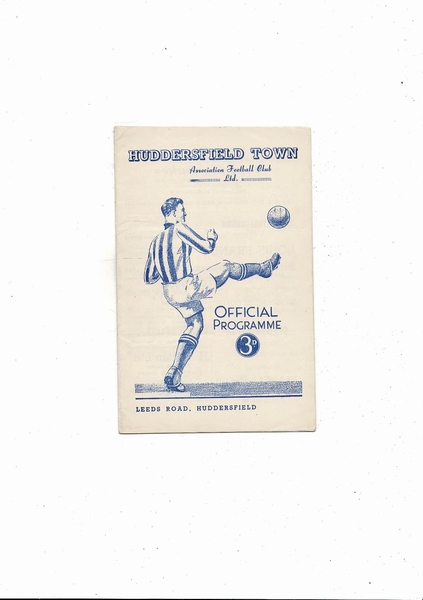 HUDDERSFIELD TOWN
Association Football Club
Ltd.
OFFICIAL
PROGRAMME
3D
LEEDS ROAD, HUDDERSFIELD